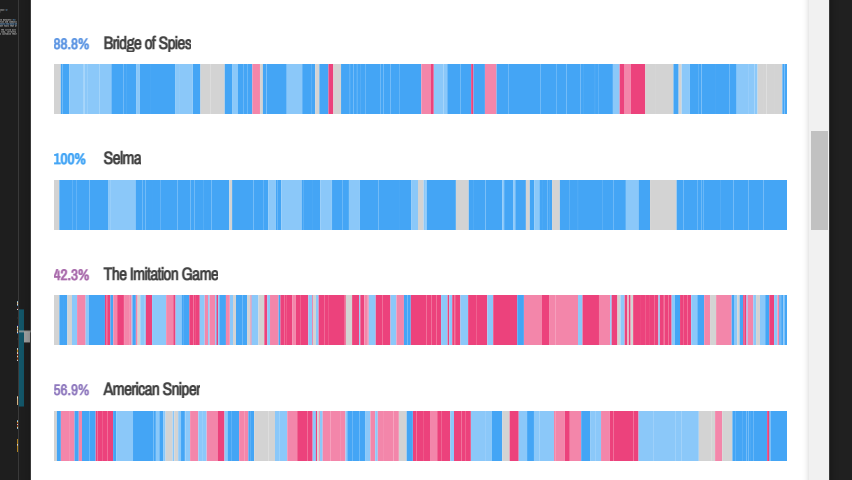 88.8% Bridge of Spies
100% Selma
42.3% The Imitation Game
56.9% American Sniper